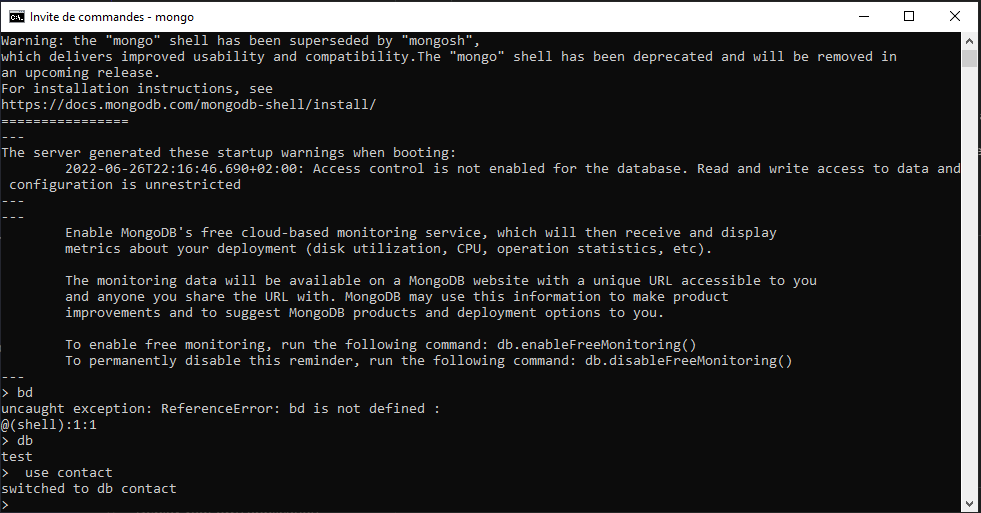 Invite de commandes - mongo
Warning: the "mongo" shell has been superseded by "mongosh",
which delivers improved usability and compatibility.The "mongo" shell has been deprecated and will be removed in
an upcoming release.
For installation instructions, see
https://docs.mongodb.com/mongodb-shell/install/
================
---
The server generated these startup warnings when booting:
        2022-06-26T22:16:46.690+02:00: Access control is not enabled for the database. Read and write access to data and
 configuration is unrestricted
---
---
        Enable MongoDB's free cloud-based monitoring service, which will then receive and display
        metrics about your deployment (disk utilization, CPU, operation statistics, etc).

        The monitoring data will be available on a MongoDB website with a unique URL accessible to you
        and anyone you share the URL with. MongoDB may use this information to make product
        improvements and to suggest MongoDB products and deployment options to you.

        To enable free monitoring, run the following command: db.enableFreeMonitoring()
        To permanently disable this reminder, run the following command: db.disableFreeMonitoring()
---
> bd
uncaught exception: ReferenceError: bd is not defined :
@(shell):1:1
> db
test
>  use contact
switched to db contact
>